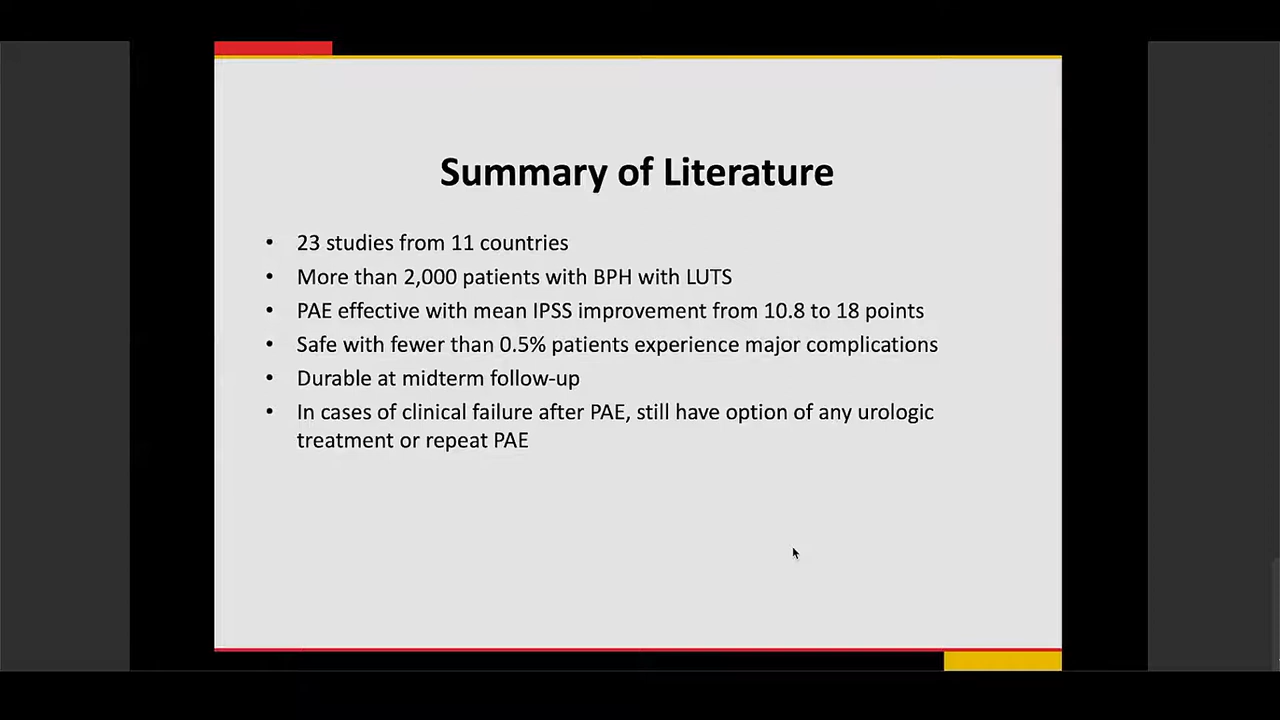 Summary of Literature
• 23 studies from 11 countries
• More than 2,000 patients with BPH with LUTS
• PAE effective with mean IPSS improvement from 10.8 to 18 points
• Safe with fewer than 0.5% patients experience major complications
• Durable at midterm follow-up
• In cases of clinical failure after PAE, still have option of any urologic
treatment or repeat PAE